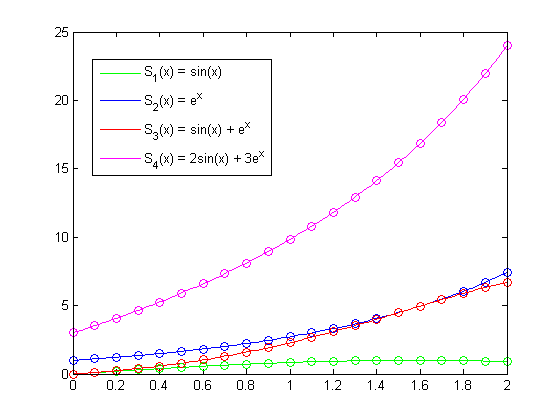 25
20
15
10
5
0
S₁(x) = sin(x)
S₂(x) = eˣ
S₃(x) = sin(x) + eˣ
S₄(x) = 2sin(x) + 3eˣ
0 0.2 0.4 0.6 0.8 1 1.2 1.4 1.6 1.8 2